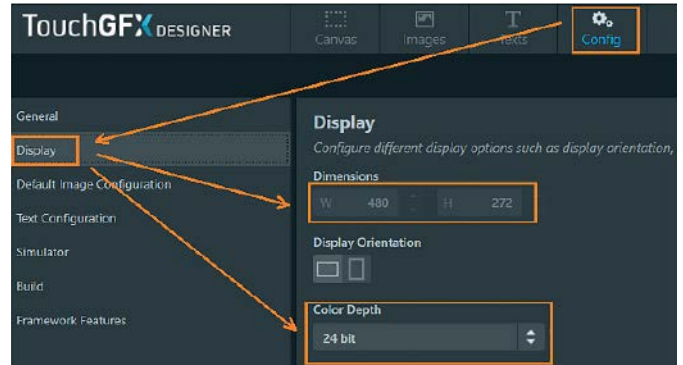 TouchGFX DESIGNER
Canvas
Images
Texts
Config
General
Display
Default Image Configuration
Text Configuration
Simulator
Build
Framework Features
Display
Configure different display options such as display orientation,
Dimensions
W 480 : H 272
Display Orientation
Color Depth
24 bit